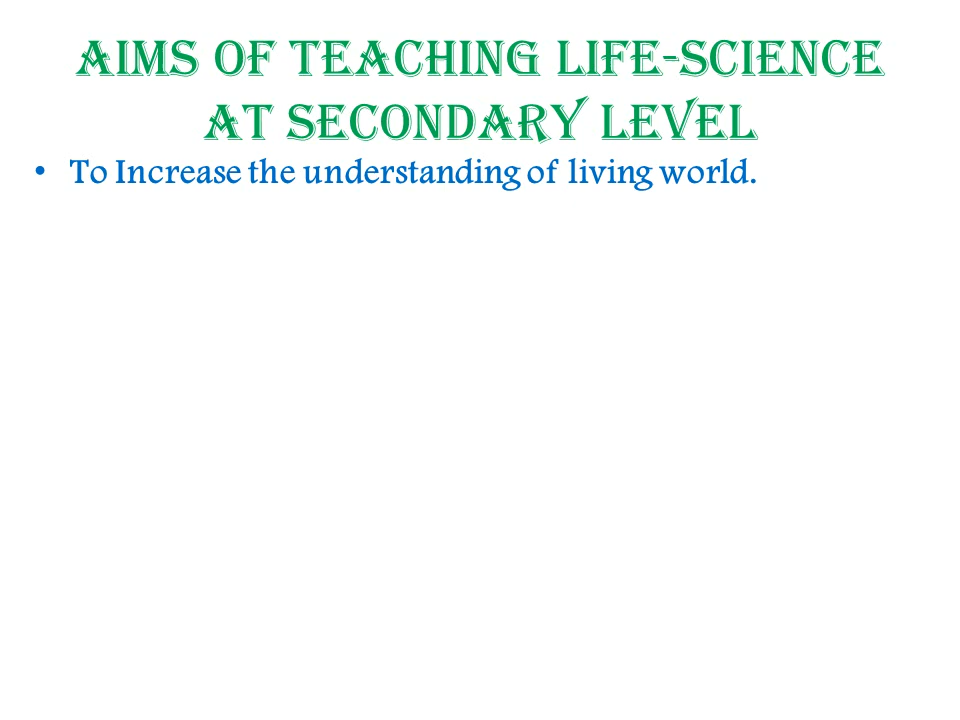 AIMS OF TEACHING LIFE-SCIENCE
AT SECONDARY LEVEL
• To Increase the understanding of living world.